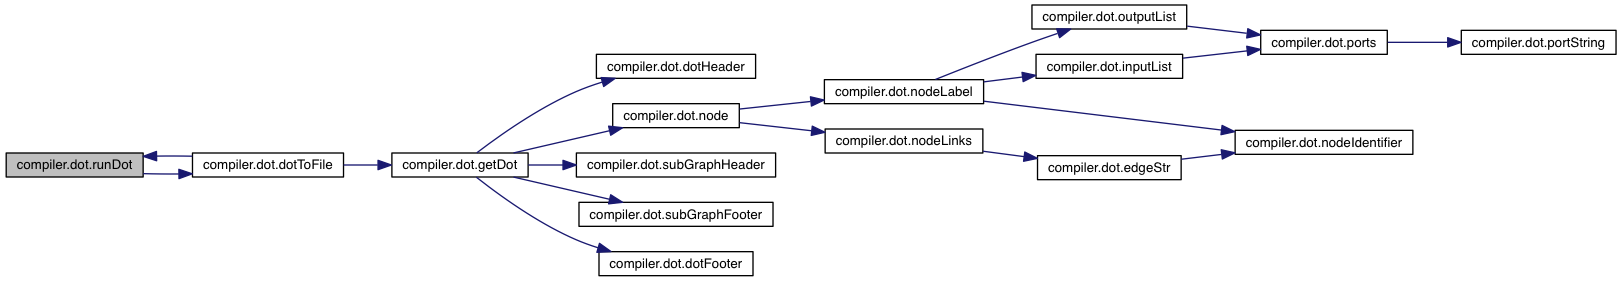 compiler.dot.runDot
compiler.dot.dotToFile
compiler.dot.getDot
compiler.dot.dotHeader
compiler.dot.node
compiler.dot.subGraphHeader
compiler.dot.subGraphFooter
compiler.dot.dotFooter
compiler.dot.nodeLabel
compiler.dot.nodeLinks
compiler.dot.outputList
compiler.dot.inputList
compiler.dot.edgeStr
compiler.dot.ports
compiler.dot.nodeIdentifier
compiler.dot.portString